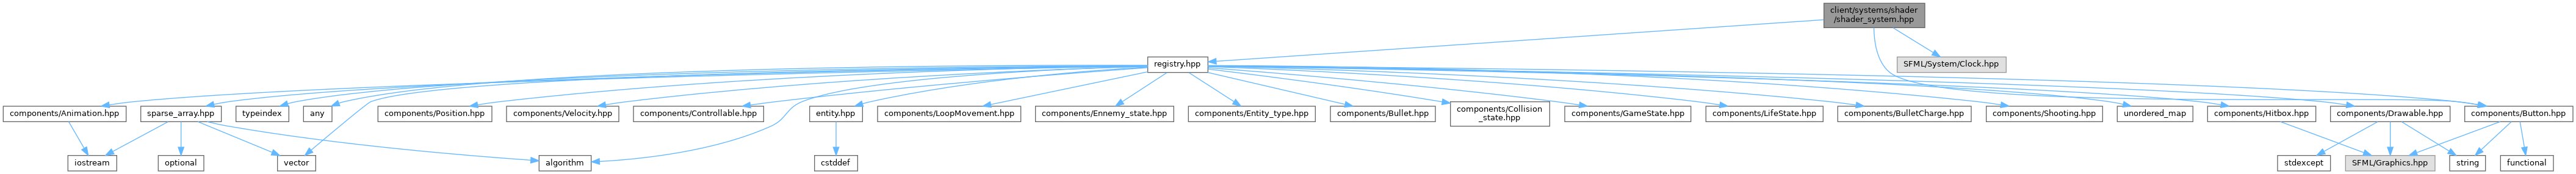 client/systems/shader
/shader_system.hpp
registry.hpp
SFML/System/Clock.hpp
components/Animation.hpp
sparse_array.hpp
typeindex
any
components/Position.hpp
components/Velocity.hpp
components/Controllable.hpp
entity.hpp
components/LoopMovement.hpp
components/Ennemy_state.hpp
components/Entity_type.hpp
components/Bullet.hpp
components/Collision
_state.hpp
components/GameState.hpp
components/LifeState.hpp
components/BulletCharge.hpp
components/Shooting.hpp
unordered_map
components/Hitbox.hpp
components/Drawable.hpp
components/Button.hpp
iostream
optional
vector
algorithm
cstddef
stdexcept
SFML/Graphics.hpp
string
functional